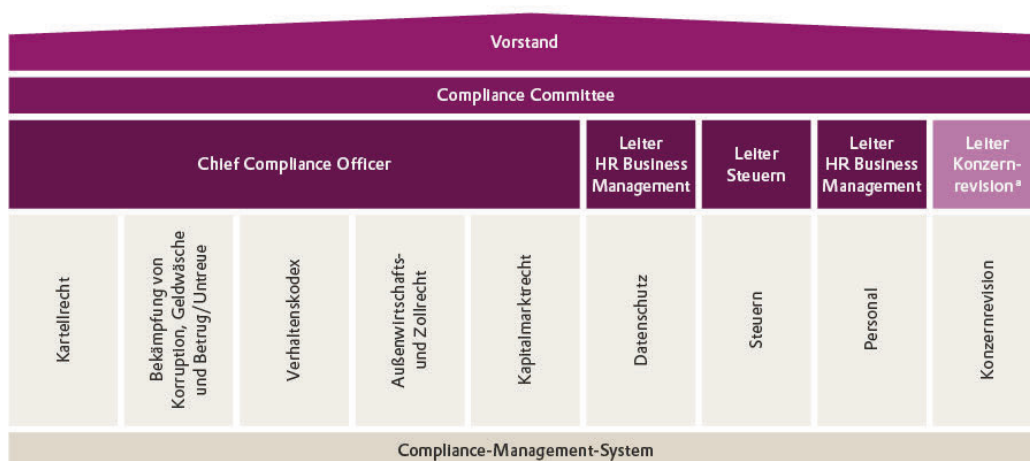 Vorstand
Compliance Committee
Chief Compliance Officer
Leiter
HR Business
Management
Leiter
Steuern
Leiter
HR Business
Management
Leiter
Konzern-
revisionª
Kartellrecht
Bekämpfung von
Korruption, Geldwäsche
und Betrug/Untreue
Verhaltenskodex
Außenwirtschafts-
und Zollrecht
Kapitalmarktrecht
Datenschutz
Steuern
Personal
Konzernrevision
Compliance-Management-System